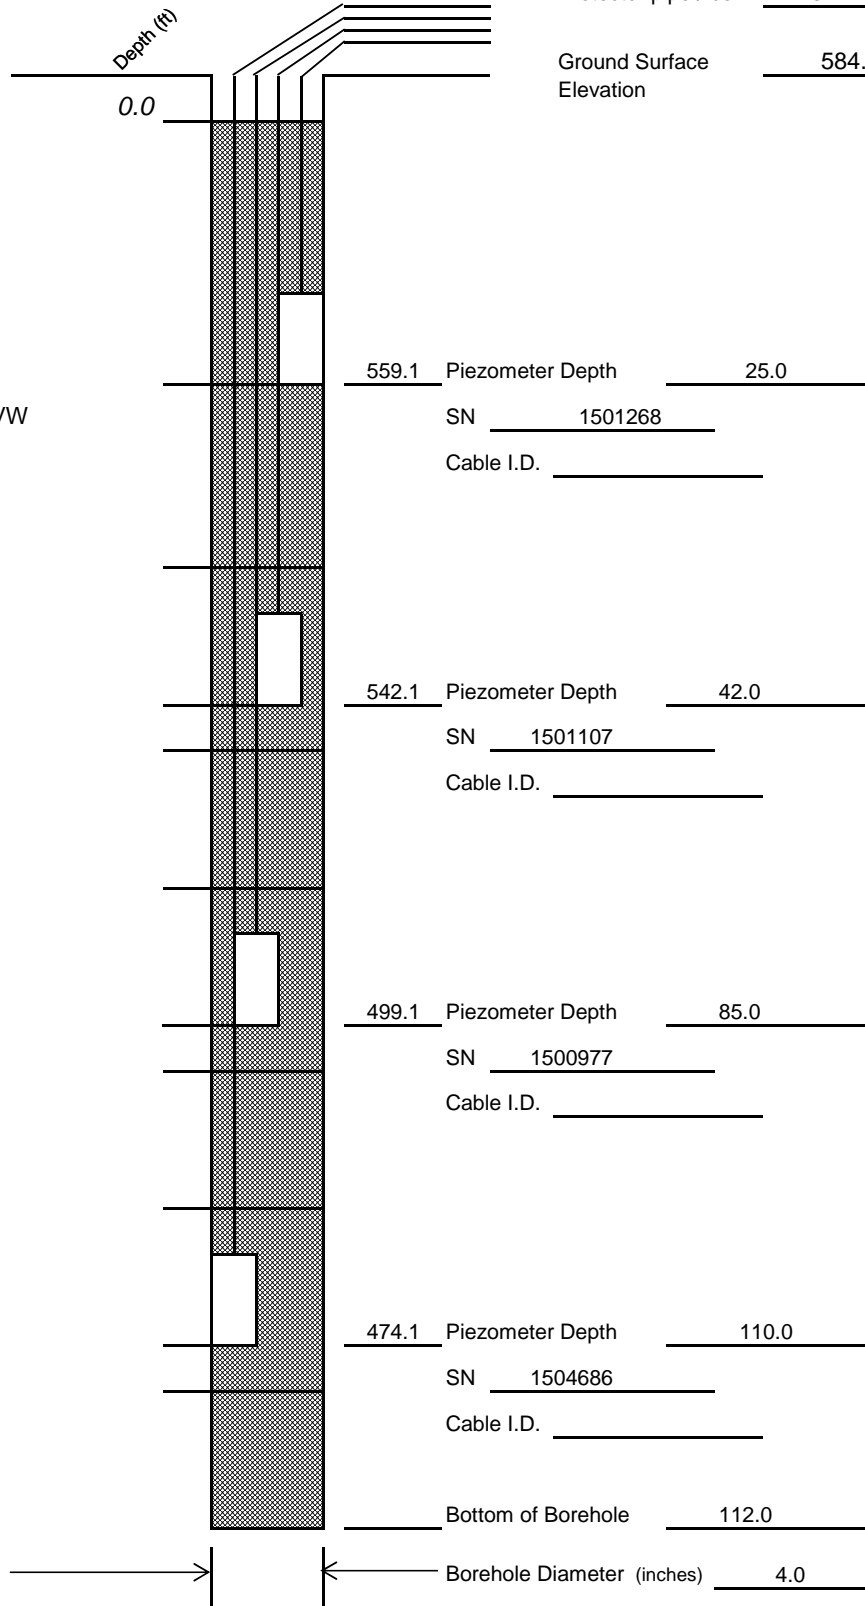 Depth (ft)
Ground Surface 584.
Elevation
0.0
559.1 Piezometer Depth 25.0
VW
SN 1501268
Cable I.D.
542.1 Piezometer Depth 42.0
SN 1501107
Cable I.D.
499.1 Piezometer Depth 85.0
SN 1500977
Cable I.D.
474.1 Piezometer Depth 110.0
SN 1504686
Cable I.D.
Bottom of Borehole 112.0
Borehole Diameter (inches) 4.0